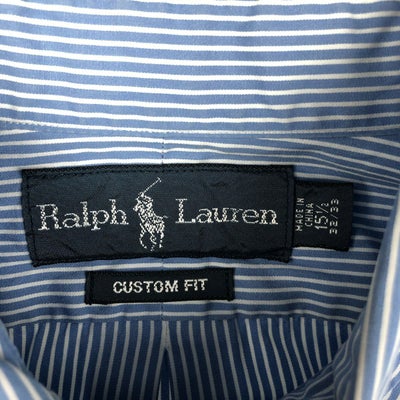 Ralph Lauren
MADE IN
CHINA
15½
32/33
CUSTOM FIT